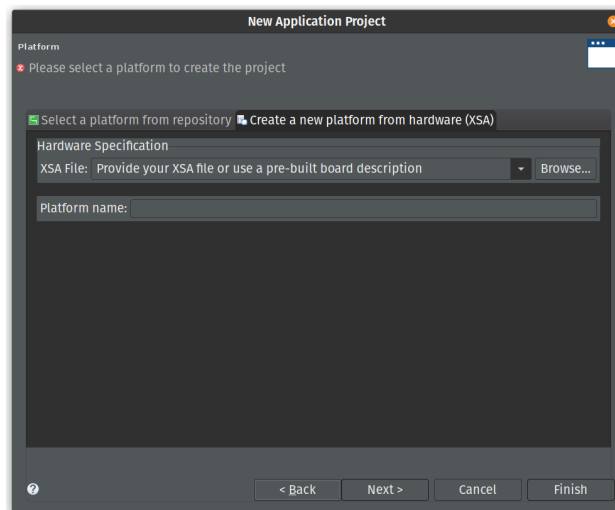 New Application Project
Platform
Please select a platform to create the project
Select a platform from repository Create a new platform from hardware (XSA)
Hardware Specification
XSA File: Provide your XSA file or use a pre-built board description Browse...
Platform name:
< Back Next > Cancel Finish